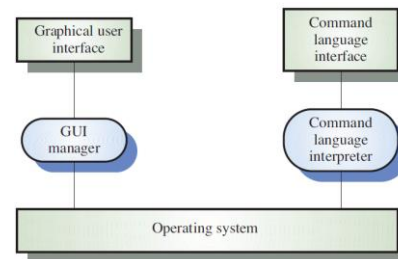 Graphical user
interface
Command
language
interface
GUI
manager
Command
language
interpreter
Operating system